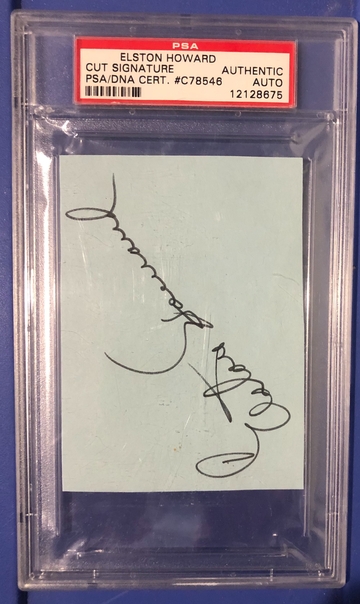 PSA
ELSTON HOWARD
CUT SIGNATURE AUTHENTIC
PSA/DNA CERT. #C78546 AUTO
12128675
Elston Howard